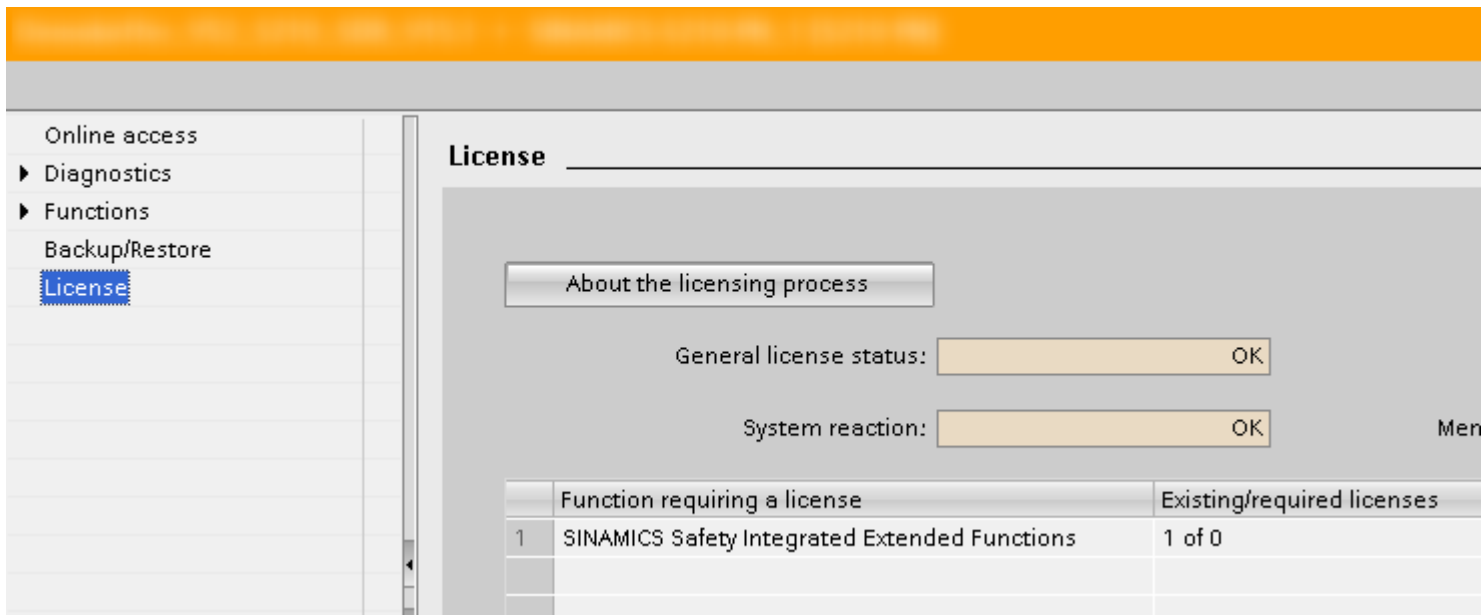 Online access
Diagnostics
Functions
Backup/Restore
License
License
About the licensing process
General license status: OK
System reaction: OK Men
Function requiring a license Existing/required licenses
1 SINAMICS Safety Integrated Extended Functions 1 of 0